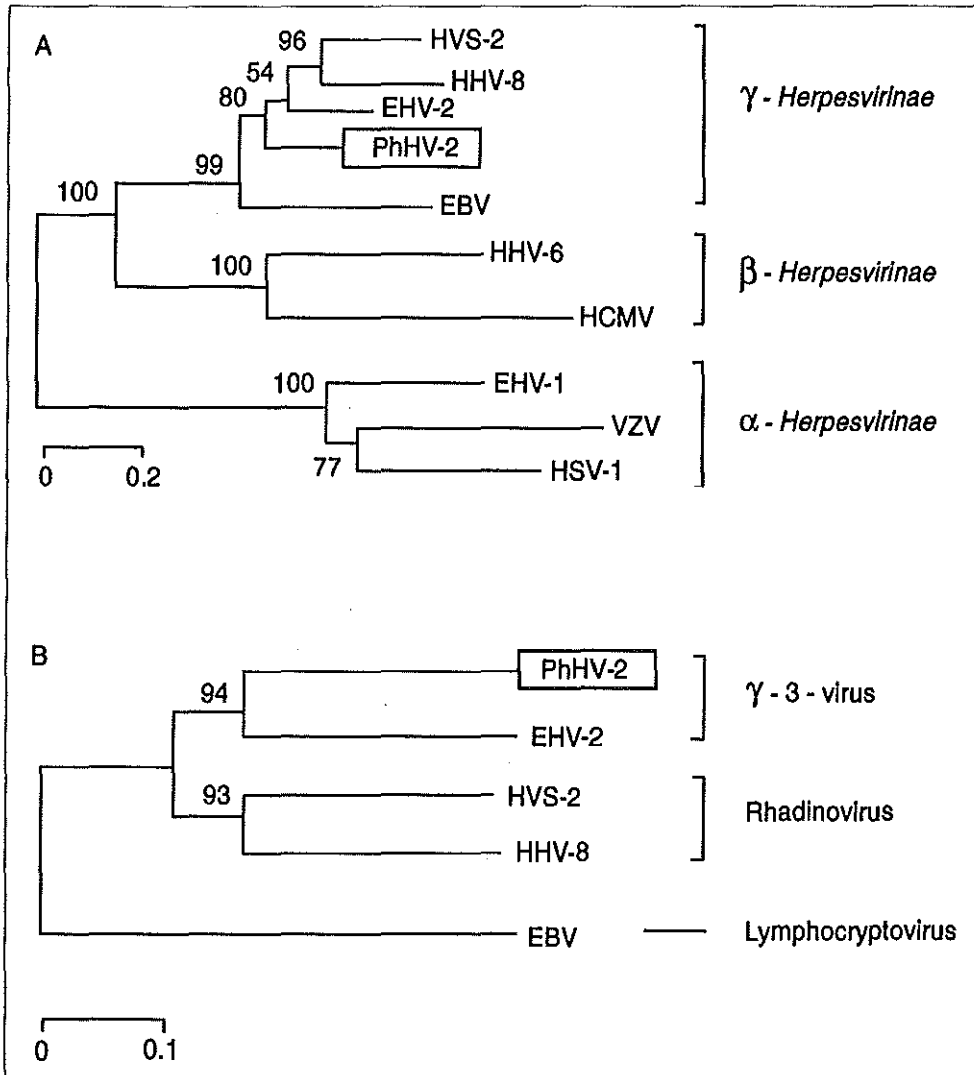 A
96
HVS-2
54
HHV-8
80
EHV-2
PhHV-2
99
EBV
γ - Herpesvirinae
100
HHV-6
100
HCMV
β - Herpesvirinae
EHV-1
100
VZV
77
HSV-1
α - Herpesvirinae
0 0.2
B
PhHV-2
94
EHV-2
γ - 3 - virus
HVS-2
93
HHV-8
Rhadinovirus
EBV
Lymphocryptovirus
0 0.1